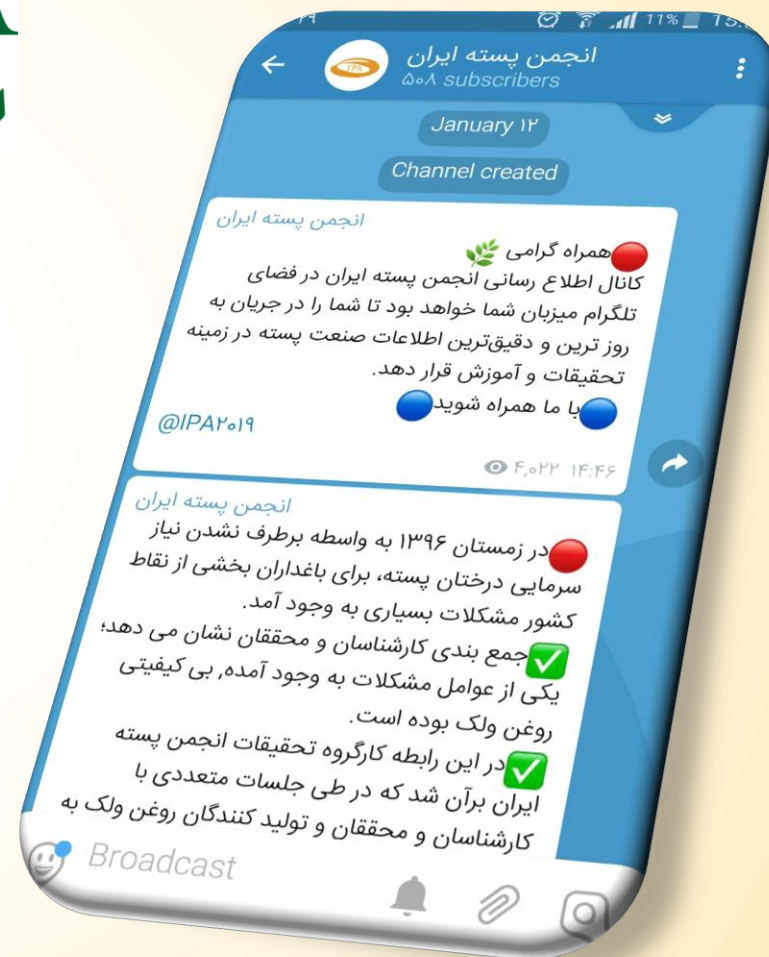 ۲۹
11%
انجمن پسته ایران
۵۰۸ subscribers
IPA
January ۱۲
Channel created
انجمن پسته ایران
🔴همراه گرامی 🌿
کانال اطلاع رسانی انجمن پسته ایران در فضای
تلگرام میزبان شما خواهد بود تا شما را در جریان به
روز ترین و دقیق‌ترین اطلاعات صنعت پسته در زمینه
تحقیقات و آموزش قرار دهد.
🔵با ما همراه شوید🔵
@IPA۲۰۱۹
۴,۰۲۲ ۱۴:۴۶
انجمن پسته ایران
🔴در زمستان ۱۳۹۶ به واسطه برطرف نشدن نیاز
سرمایی درختان پسته، برای باغداران بخشی از نقاط
کشور مشکلات بسیاری به وجود آمد.
✅جمع بندی کارشناسان و محققان نشان می دهد؛
یکی از عوامل مشکلات به وجود آمده, بی کیفیتی
روغن ولک بوده است.
✅در این رابطه کارگروه تحقیقات انجمن پسته
ایران برآن شد که در طی جلسات متعددی با
کارشناسان و محققان و تولید کنندگان روغن ولک به
Broadcast